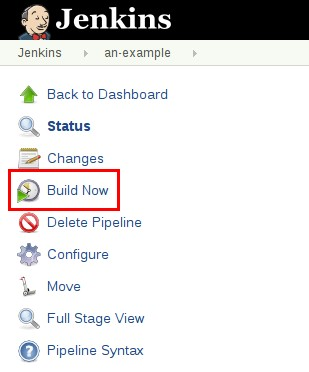 Jenkins
Jenkins an-example
Back to Dashboard
Status
Changes
Build Now
Delete Pipeline
Configure
Move
Full Stage View
Pipeline Syntax